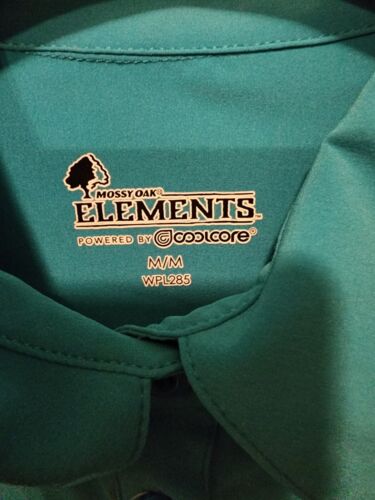 MOSSY OAK®
ELEMENTS™
POWERED BY COOLCORE®
M/M
WPL285